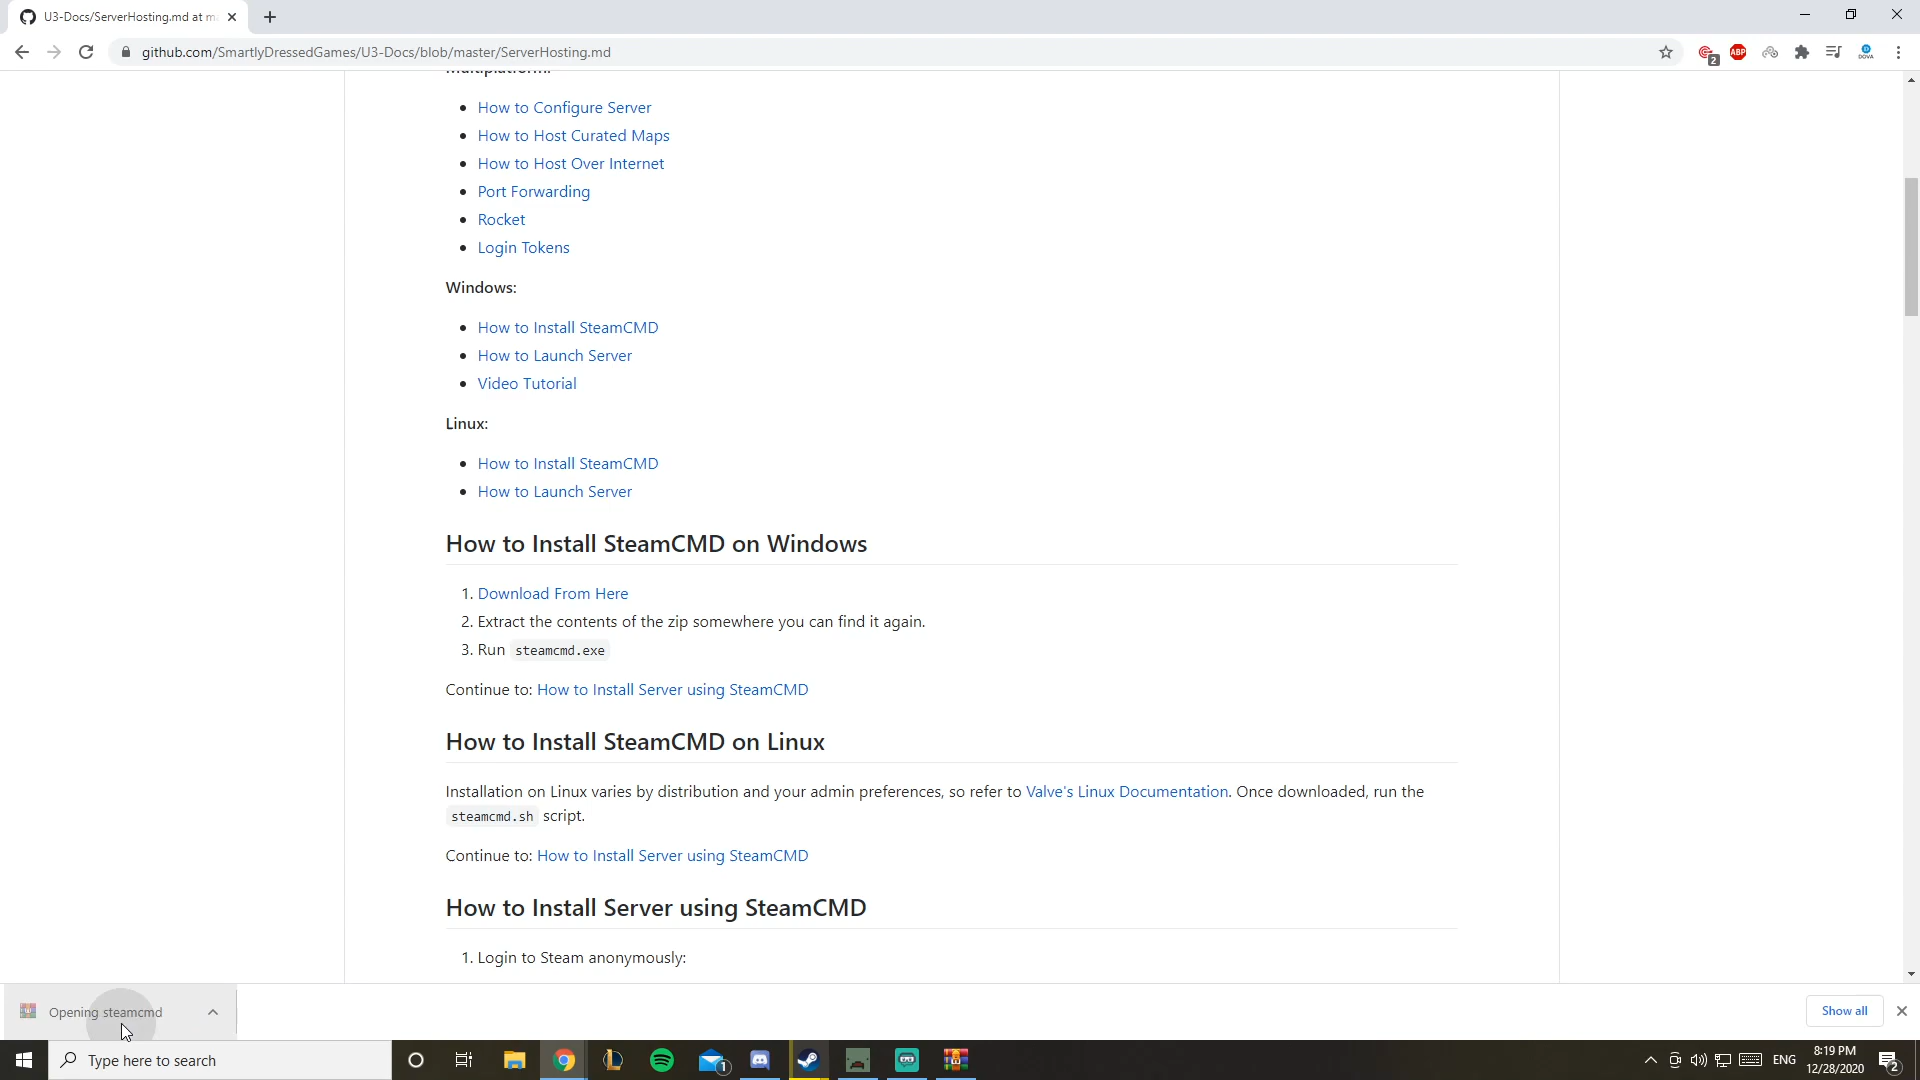 U3-Docs/ServerHosting.md at m
github.com/SmartlyDressedGames/U3-Docs/blob/master/ServerHosting.md
2
ABP
DOVA
Multiplatform:
How to Configure Server
How to Host Curated Maps
How to Host Over Internet
Port Forwarding
Rocket
Login Tokens
Windows:
How to Install SteamCMD
How to Launch Server
Video Tutorial
Linux:
How to Install SteamCMD
How to Launch Server
How to Install SteamCMD on Windows
1. Download From Here
2. Extract the contents of the zip somewhere you can find it again.
3. Run steamcmd.exe
Continue to: How to Install Server using SteamCMD
How to Install SteamCMD on Linux
Installation on Linux varies by distribution and your admin preferences, so refer to Valve's Linux Documentation. Once downloaded, run the
steamcmd.sh script.
Continue to: How to Install Server using SteamCMD
How to Install Server using SteamCMD
1. Login to Steam anonymously:
Opening steamcmd
Show all
Type here to search
1
ENG
8:19 PM
12/28/2020
2